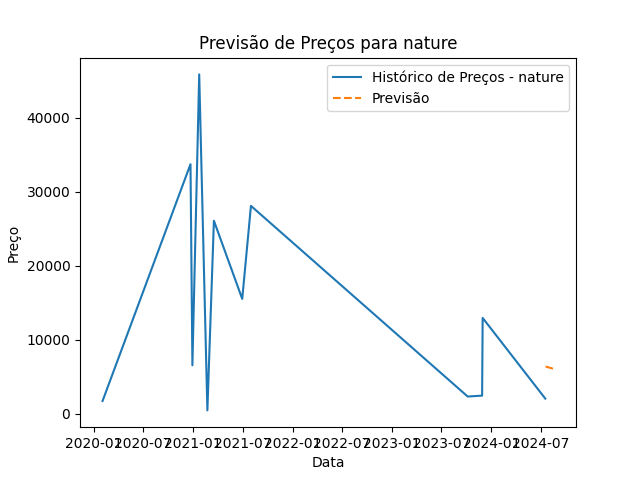 Previsão de Preços para nature
Histórico de Preços - nature
Previsão
40000
30000
20000
10000
0
Preço
2020-01 2020-07 2021-01 2021-07 2022-01 2022-07 2023-01 2023-07 2024-01 2024-07
Data